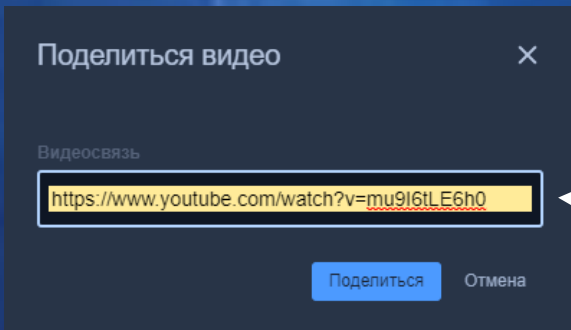 Поделиться видео
Видеосвязь
https://www.youtube.com/watch?v=mu9I6tLE6h0
Поделиться Отмена